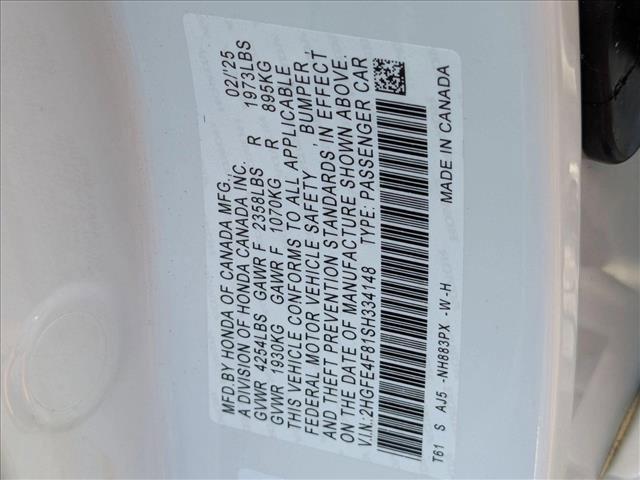 MFD.BY HONDA OF CANADA MFG., 02/'25
A DIVISION OF HONDA CANADA INC.
GVWR 4254LBS GAWR F 2358LBS R 1973LBS
GVWR 1930KG GAWR F 1070KG R 895KG
THIS VEHICLE CONFORMS TO ALL APPLICABLE
FEDERAL MOTOR VEHICLE SAFETY , BUMPER,
AND THEFT PREVENTION STANDARDS IN EFFECT
ON THE DATE OF MANUFACTURE SHOWN ABOVE.
V.I.N:2HGFE4F81SH334148 TYPE: PASSENGER CAR
T61 S AJ5 -NH883PX -W-H MADE IN CANADA